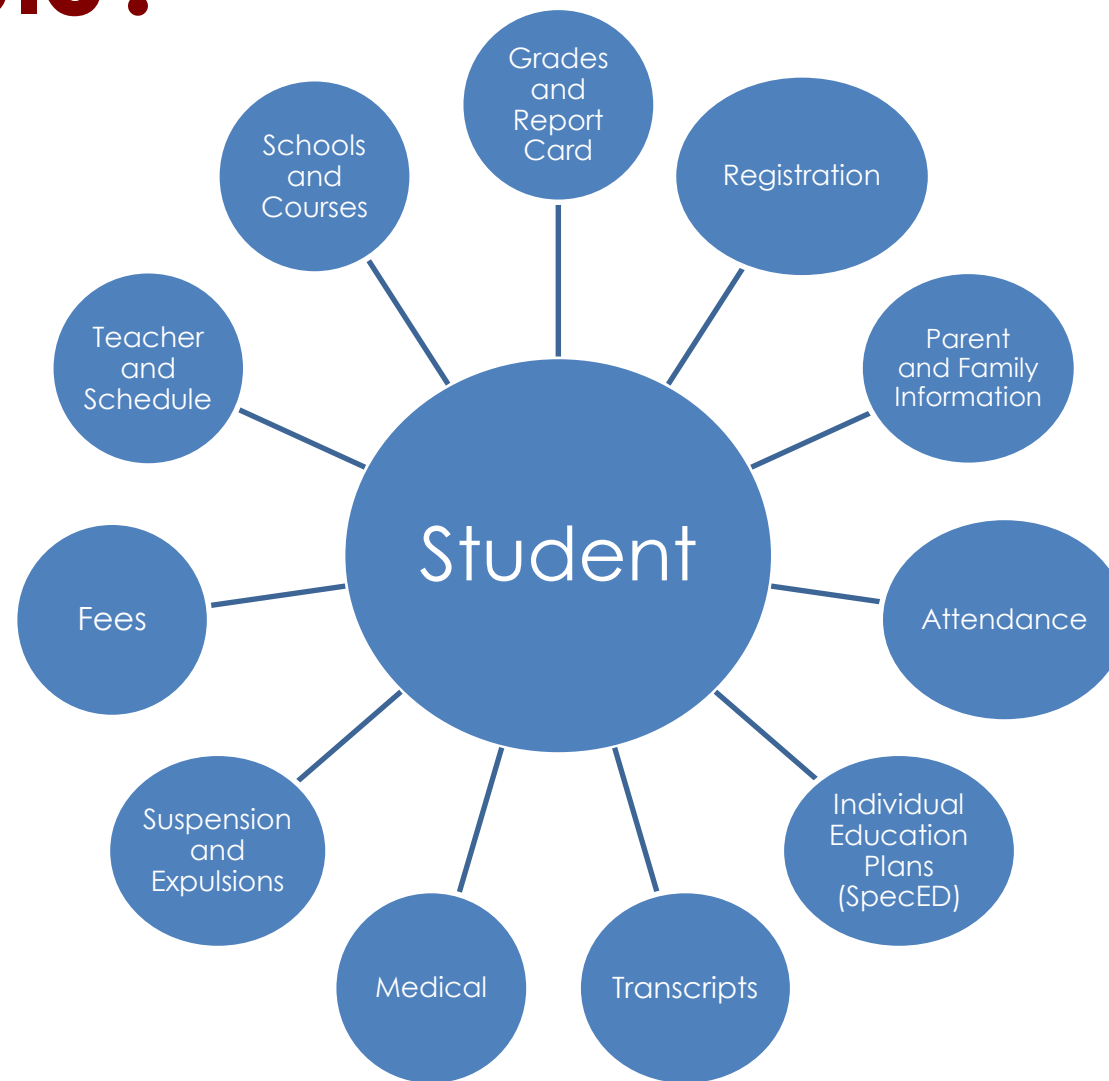 Grades
and
Report
Card
Registration
Parent
and Family
Information
Attendance
Individual
Education
Plans
(SpecED)
Transcripts
Medical
Suspension
and
Expulsions
Fees
Teacher
and
Schedule
Schools
and
Courses
Student